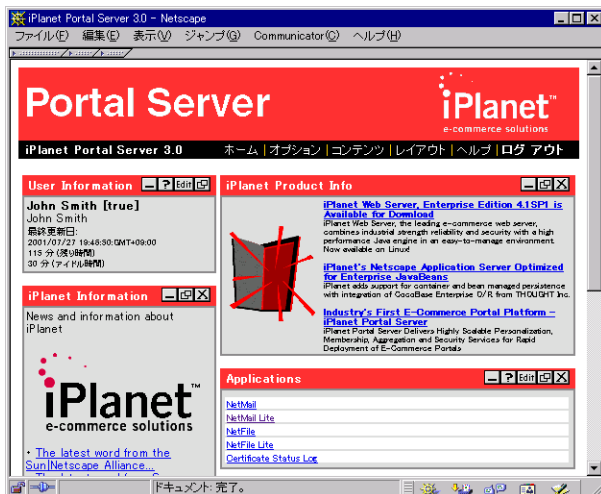 iPlanet Portal Server 3.0 - Netscape
ファイル(F) 編集(E) 表示(V) ジャンプ(G) Communicator(C) ヘルプ(H)
Portal Server
iPlanet™
e-commerce solutions
iPlanet Portal Server 3.0
ホーム | オプション | コンテンツ | レイアウト | ヘルプ | ログ アウト
User Information ? Edit
John Smith [true]
John Smith
最終更新日:
2001/07/27 19:48:50:GMT+09:00
115 分 (残り時間)
30 分 (アイドル時間)
iPlanet Information
News and information about
iPlanet
iPlanet™
e-commerce solutions
• The latest word from the
Sun|Netscape Alliance...
iPlanet Product Info
iPlanet Web Server, Enterprise Edition 4.1SP1 is
Available for Download
iPlanet Web Server, the leading e-commerce web server,
combines industrial strength reliability and security with a high
performance Java engine in an easy-to-manage environment.
Now available on Linux!
iPlanet's Netscape Application Server Optimized
for Enterprise JavaBeans
iPlanet adds support for container and bean managed persistence
with integration of CocoBase Enterprise O/R from THOUGHT Inc.
Industry's First E-Commerce Portal Platform -
iPlanet Portal Server
iPlanet Portal Server Delivers Highly Scalable Personalization,
Membership, Aggregation and Security Services for Rapid
Deployment of E-Commerce Portals
Applications ? Edit
NetMail
NetMail Lite
NetFile
NetFile Lite
Certificate Status Log
ドキュメント: 完了。